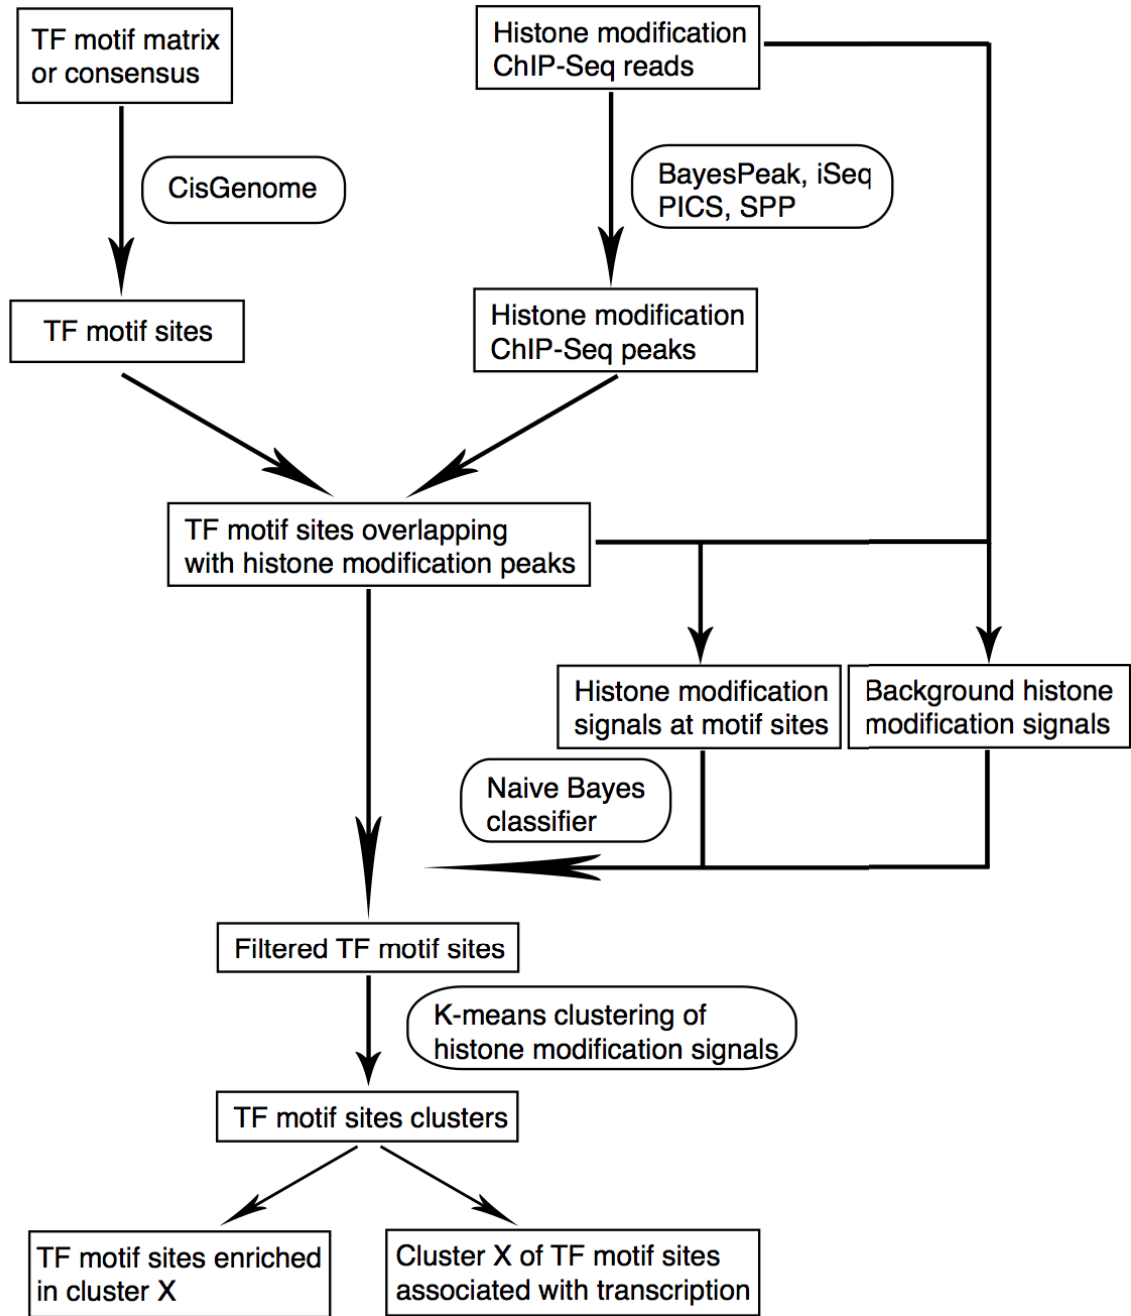 TF motif matrix
or consensus
Histone modification
ChIP-Seq reads
CisGenome
BayesPeak, iSeq
PICS, SPP
TF motif sites
Histone modification
ChIP-Seq peaks
TF motif sites overlapping
with histone modification peaks
Histone modification
signals at motif sites
Background histone
modification signals
Naive Bayes
classifier
Filtered TF motif sites
K-means clustering of
histone modification signals
TF motif sites clusters
TF motif sites enriched
in cluster X
Cluster X of TF motif sites
associated with transcription